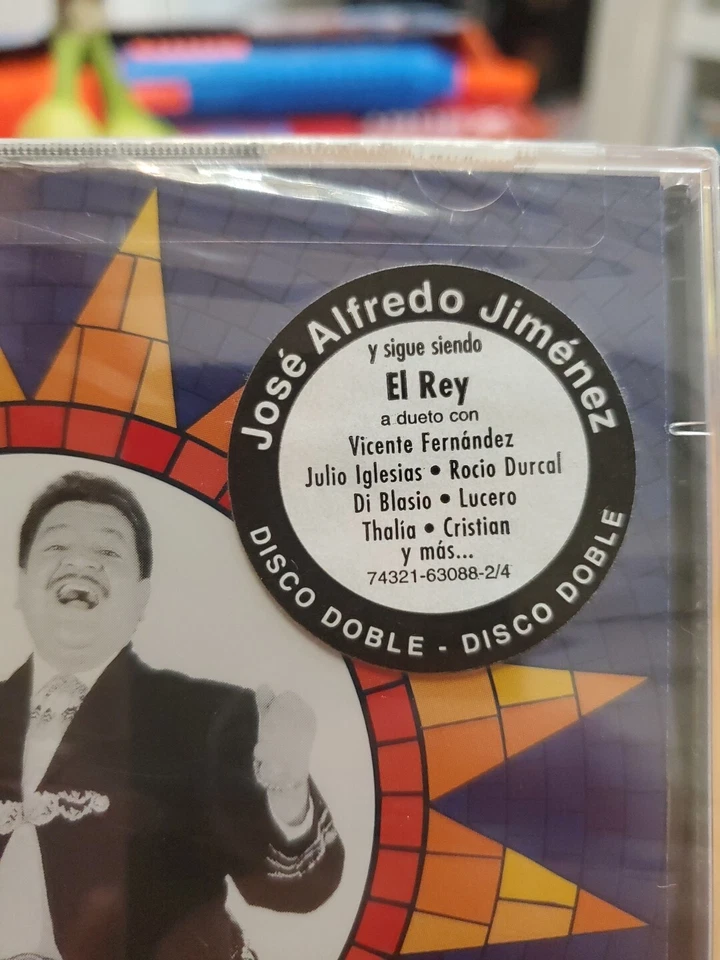 José Alfredo Jiménez
y sigue siendo
El Rey
a dueto con
Vicente Fernández
Julio Iglesias • Rocio Durcal
Di Blasio • Lucero
Thalía • Cristian
y más...
74321-63088-2/4
DISCO DOBLE - DISCO DOBLE